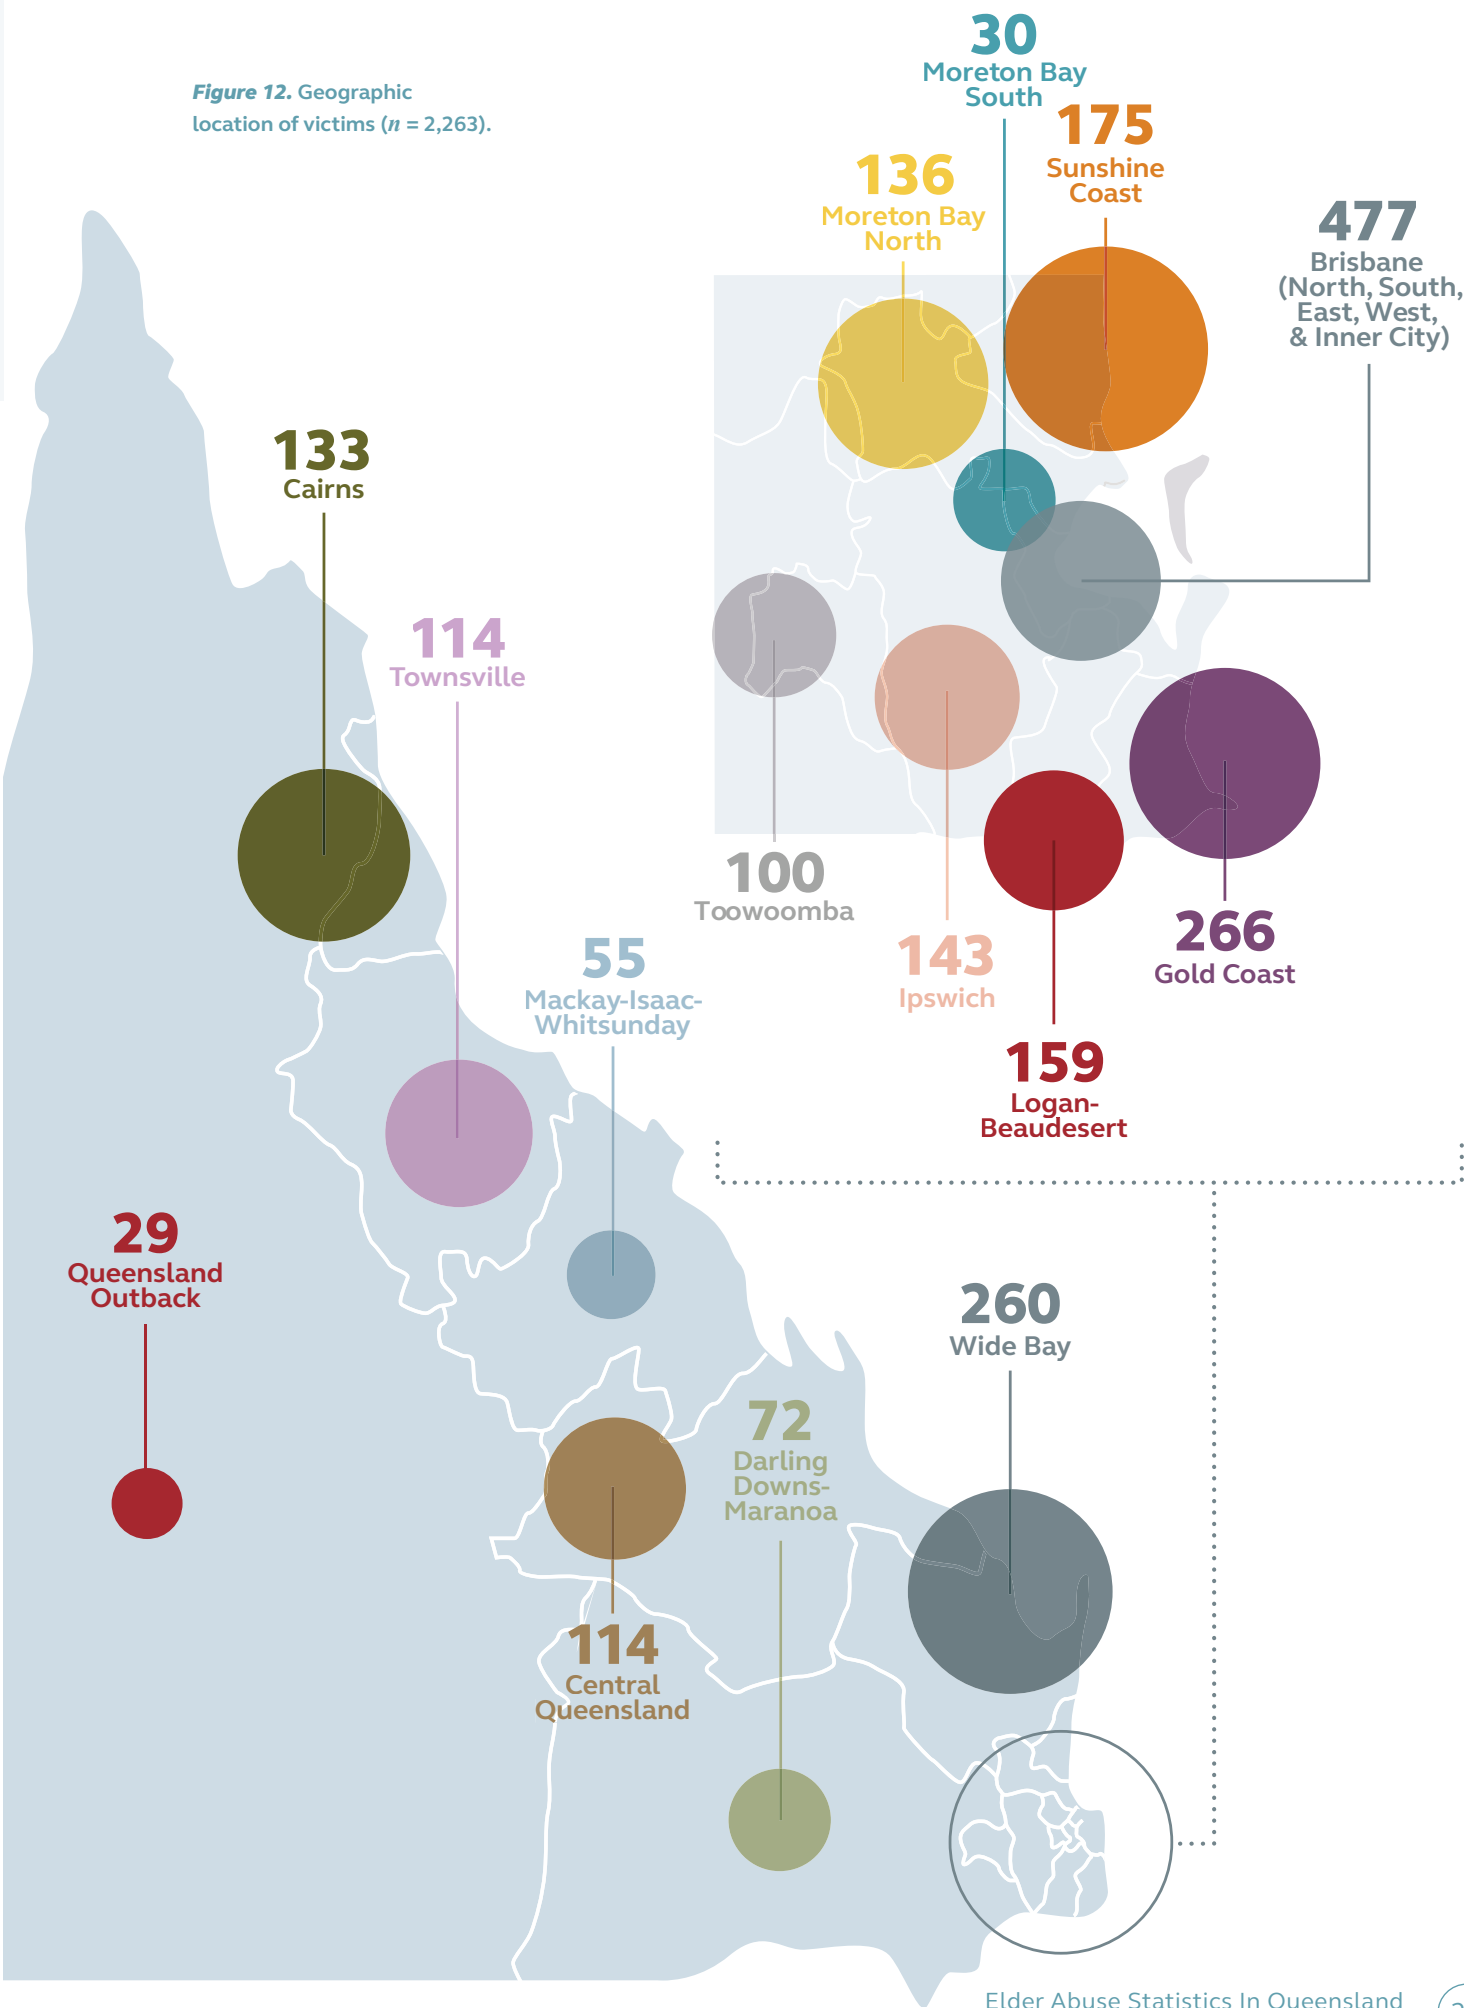 Figure 12. Geographic
location of victims (n = 2,263).
30
Moreton Bay
South
175
Sunshine
Coast
136
Moreton Bay
North
477
Brisbane
(North, South,
East, West,
& Inner City)
133
Cairns
114
Townsville
100
Toowoomba
143
Ipswich
266
Gold Coast
159
Logan-
Beaudesert
55
Mackay-Isaac-
Whitsunday
29
Queensland
Outback
260
Wide Bay
72
Darling
Downs-
Maranoa
114
Central
Queensland
Elder Abuse Statistics In Queensland